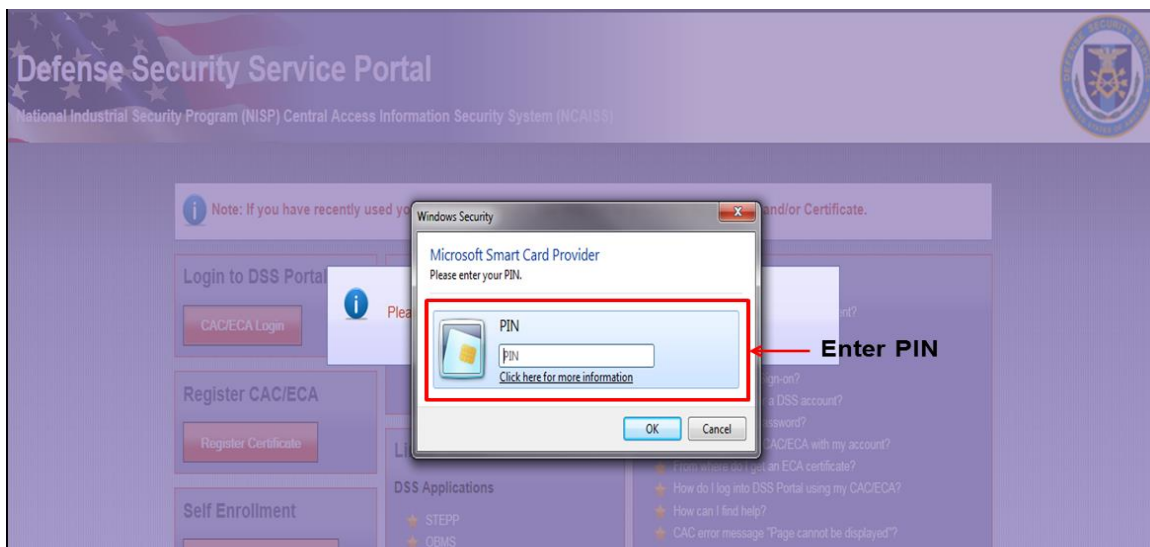 Defense Security Service Portal
National Industrial Security Program (NISP) Central Access Information Security System (NCAISS)
Note: If you have recently used yo
and/or Certificate.
Windows Security
Microsoft Smart Card Provider
Please enter your PIN.
PIN
PIN
Click here for more information
OK
Cancel
Enter PIN
Login to DSS Portal
CAC/ECA Login
Plea
nt?
Register CAC/ECA
Register Certificate
Self Enrollment
Li
DSS Applications
STEPP
OBMS
ign-on?
a DSS account?
ssword?
CAC/ECA with my account?
From where do I get an ECA certificate?
How do I log into DSS Portal using my CAC/ECA?
How can I find help?
CAC error message "Page cannot be displayed"?